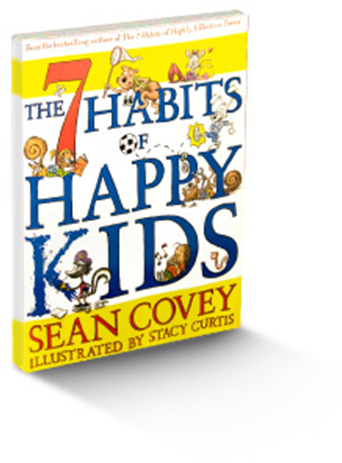 From the bestselling author of The 7 Habits of Highly Effective Teens
THE 7 HABITS
OF
HAPPY
KIDS
SEAN COVEY
ILLUSTRATED BY STACY CURTIS